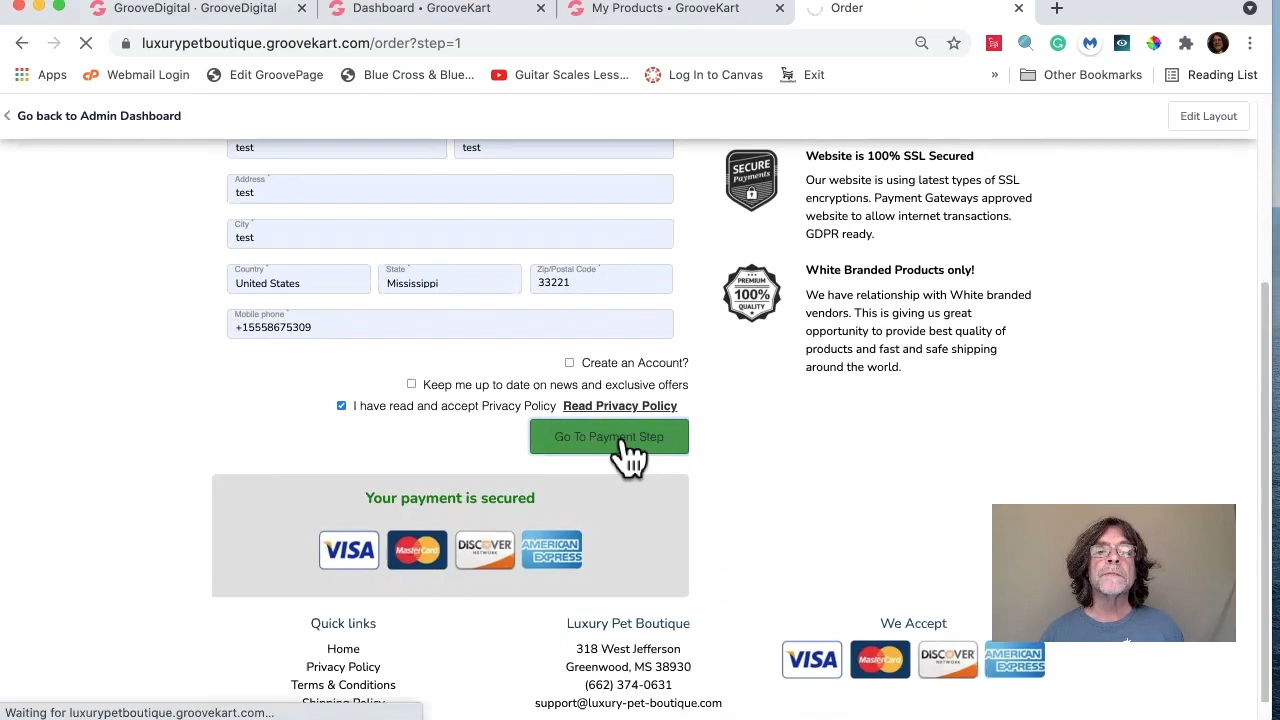 GrooveDigital · GrooveDigital
Dashboard · GrooveKart
My Products · GrooveKart
Order
luxurypetboutique.groovekart.com/order?step=1
Apps
Webmail Login
Edit GroovePage
Blue Cross & Blue...
Guitar Scales Less...
Log In to Canvas
Exit
»
Other Bookmarks
Reading List
Go back to Admin Dashboard
Edit Layout
test
test
Address *
test
City *
test
Country *
United States
State *
Mississippi
Zip/Postal Code *
33221
Mobile phone *
+15558675309
Create an Account?
Keep me up to date on news and exclusive offers
I have read and accept Privacy Policy Read Privacy Policy
Go To Payment Step
Your payment is secured
VISA
MasterCard
DISCOVER
NETWORK
AMERICAN
EXPRESS
SECURE
Payments
Website is 100% SSL Secured
Our website is using latest types of SSL
encryptions. Payment Gateways approved
website to allow internet transactions.
GDPR ready.
PREMIUM
100%
QUALITY
White Branded Products only!
We have relationship with White branded
vendors. This is giving us great
opportunity to provide best quality of
products and fast and safe shipping
around the world.
Quick links
Home
Privacy Policy
Terms & Conditions
Shipping Policy
Luxury Pet Boutique
318 West Jefferson
Greenwood, MS 38930
(662) 374-0631
support@luxury-pet-boutique.com
We Accept
VISA
MasterCard
DISCOVER
NETWORK
AMERICAN
EXPRESS
Waiting for luxurypetboutique.groovekart.com...